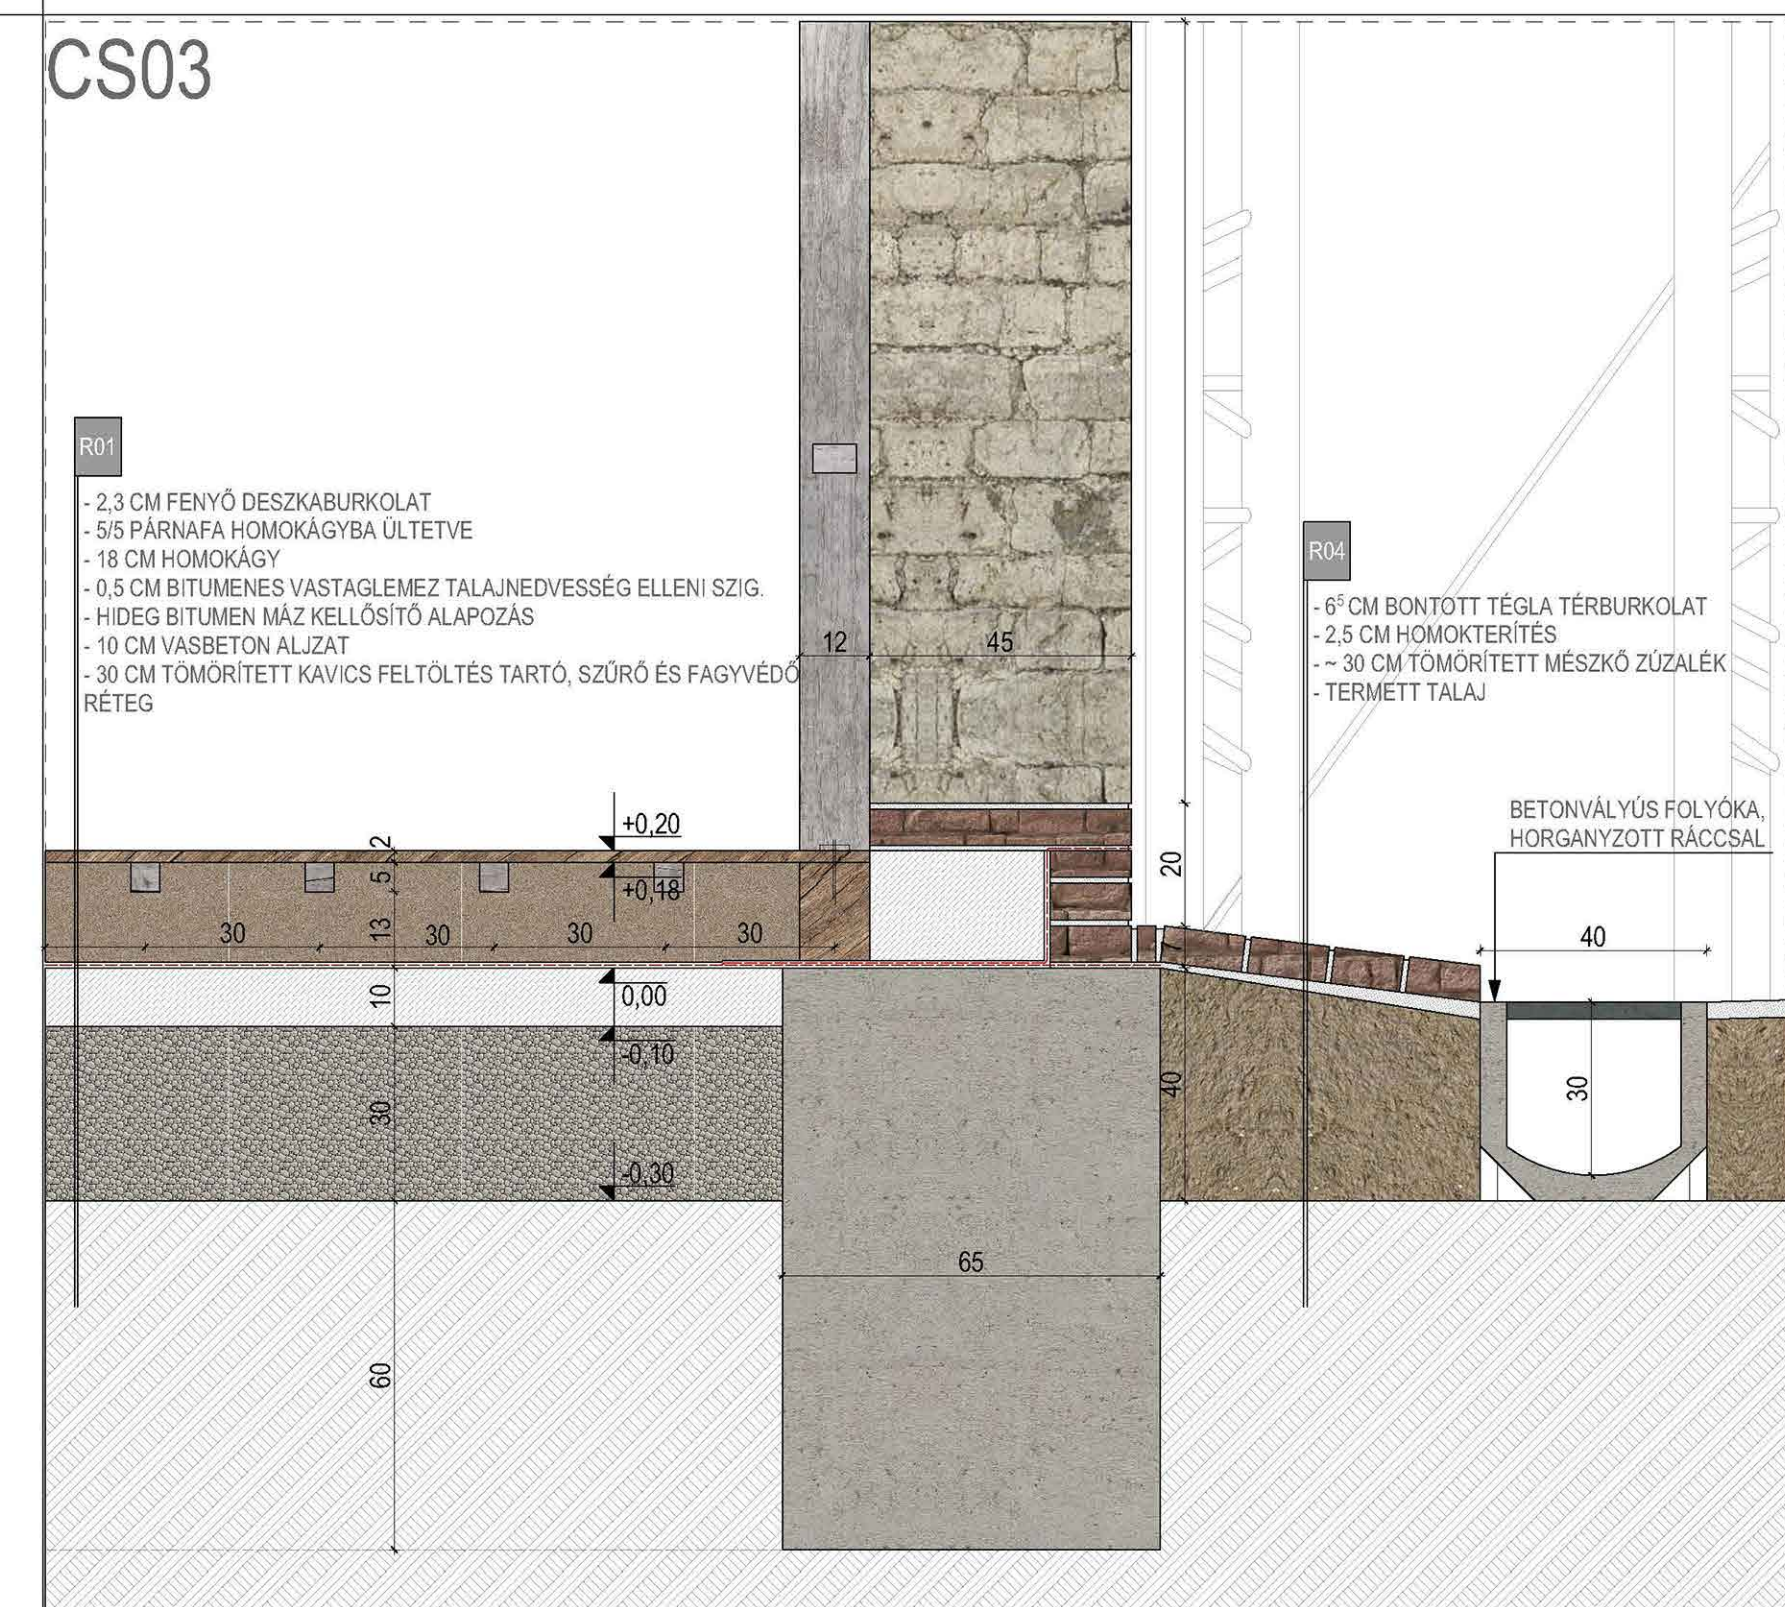 CS03
R01
- 2,3 CM FENYŐ DESZKABURKOLAT
- 5/5 PÁRNAFA HOMOKÁGYBA ÜLTETVE
- 18 CM HOMOKÁGY
- 0,5 CM BITUMENES VASTAGLEMEZ TALAJNEDVESSÉG ELLENI SZIG.
- HIDEG BITUMEN MÁZ KELLŐSÍTŐ ALAPOZÁS
- 10 CM VASBETON ALJZAT
- 30 CM TÖMÖRÍTETT KAVICS FELTÖLTÉS TARTÓ, SZŰRŐ ÉS FAGYVÉDŐ
RÉTEG
12
45
R04
- 6⁵ CM BONTOTT TÉGLA TÉRBURKOLAT
- 2,5 CM HOMOKTERÍTÉS
- ~ 30 CM TÖMÖRÍTETT MÉSZKŐ ZÚZALÉK
- TERMETT TALAJ
BETONVÁLYÚS FOLYÓKA,
HORGANYZOTT RÁCCSAL
+0,20
2
5
+0,18
20
13
30
30
30
30
7
40
10
0,00
-0,10
30
-0,30
40
30
65
60